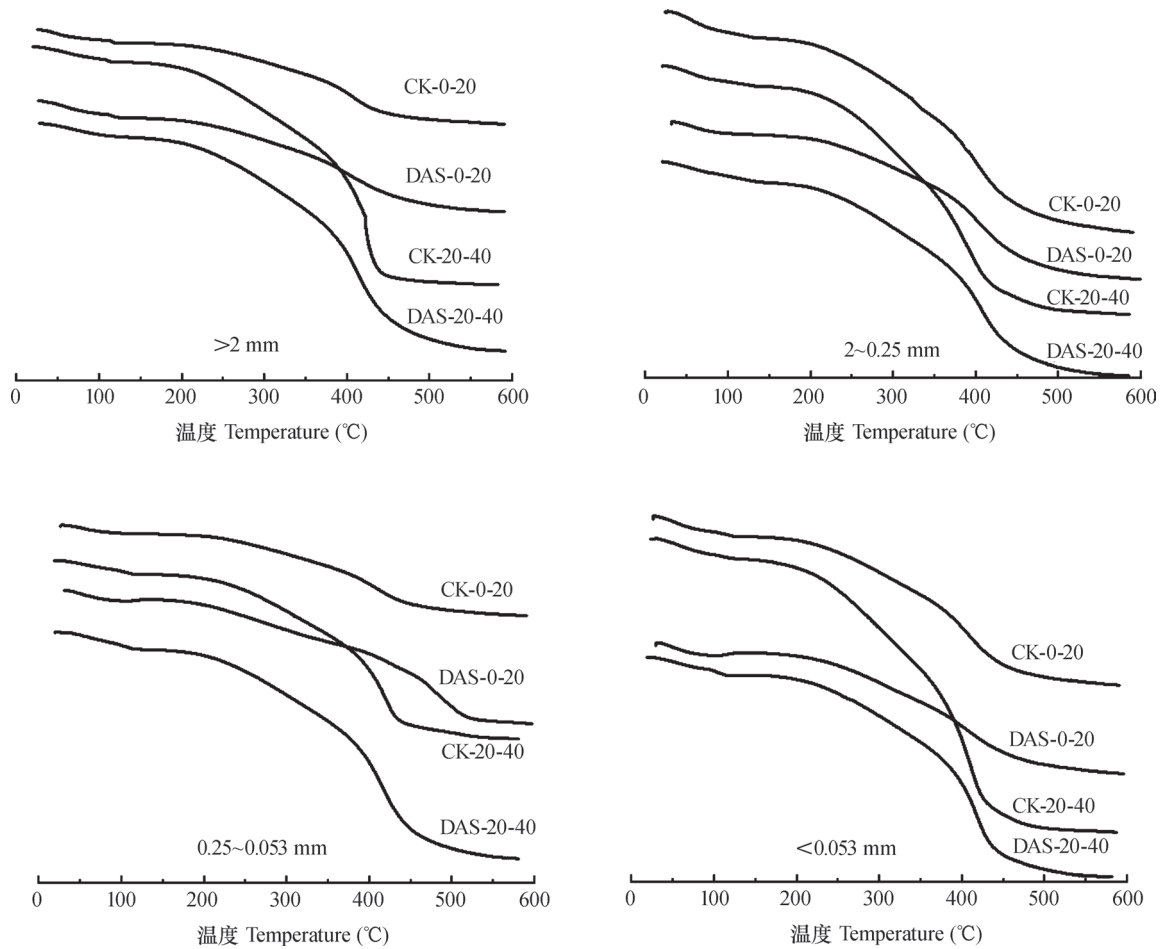 CK-0-20
DAS-0-20
CK-20-40
DAS-20-40
>2 mm
0 100 200 300 400 500 600
温度 Temperature (℃)
CK-0-20
DAS-0-20
CK-20-40
DAS-20-40
2~0.25 mm
0 100 200 300 400 500 600
温度 Temperature (℃)
CK-0-20
DAS-0-20
CK-20-40
DAS-20-40
0.25~0.053 mm
0 100 200 300 400 500 600
温度 Temperature (℃)
CK-0-20
DAS-0-20
CK-20-40
DAS-20-40
<0.053 mm
0 100 200 300 400 500 600
温度 Temperature (℃)